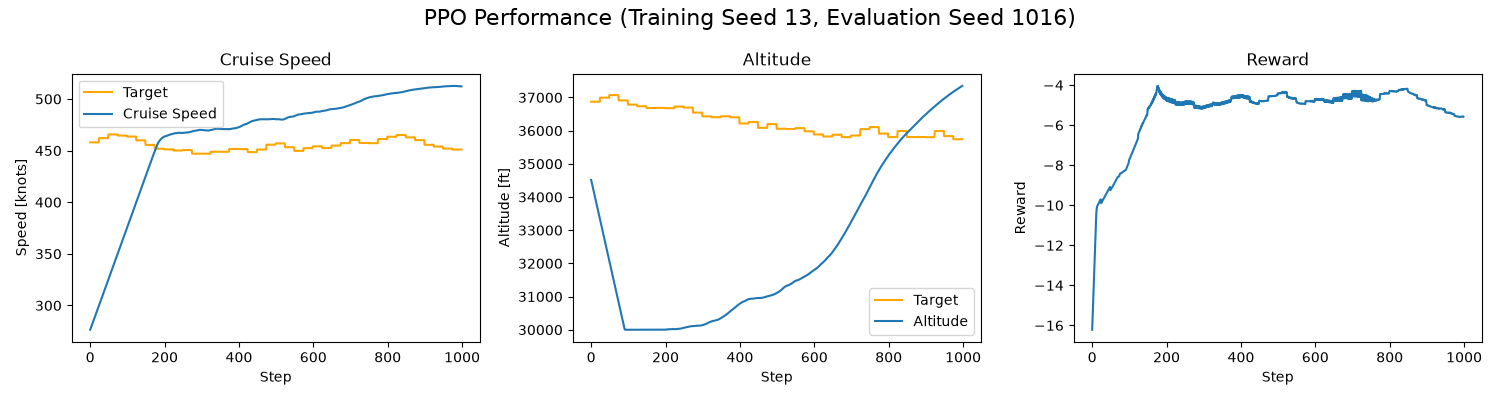 PPO Performance (Training Seed 13, Evaluation Seed 1016)
Cruise Speed
Speed [knots]
500
450
400
350
300
Target
Cruise Speed
0 200 400 600 800 1000
Step
Altitude
Altitude [ft]
37000
36000
35000
34000
33000
32000
31000
30000
Target
Altitude
0 200 400 600 800 1000
Step
Reward
Reward
−4
−6
−8
−10
−12
−14
−16
0 200 400 600 800 1000
Step